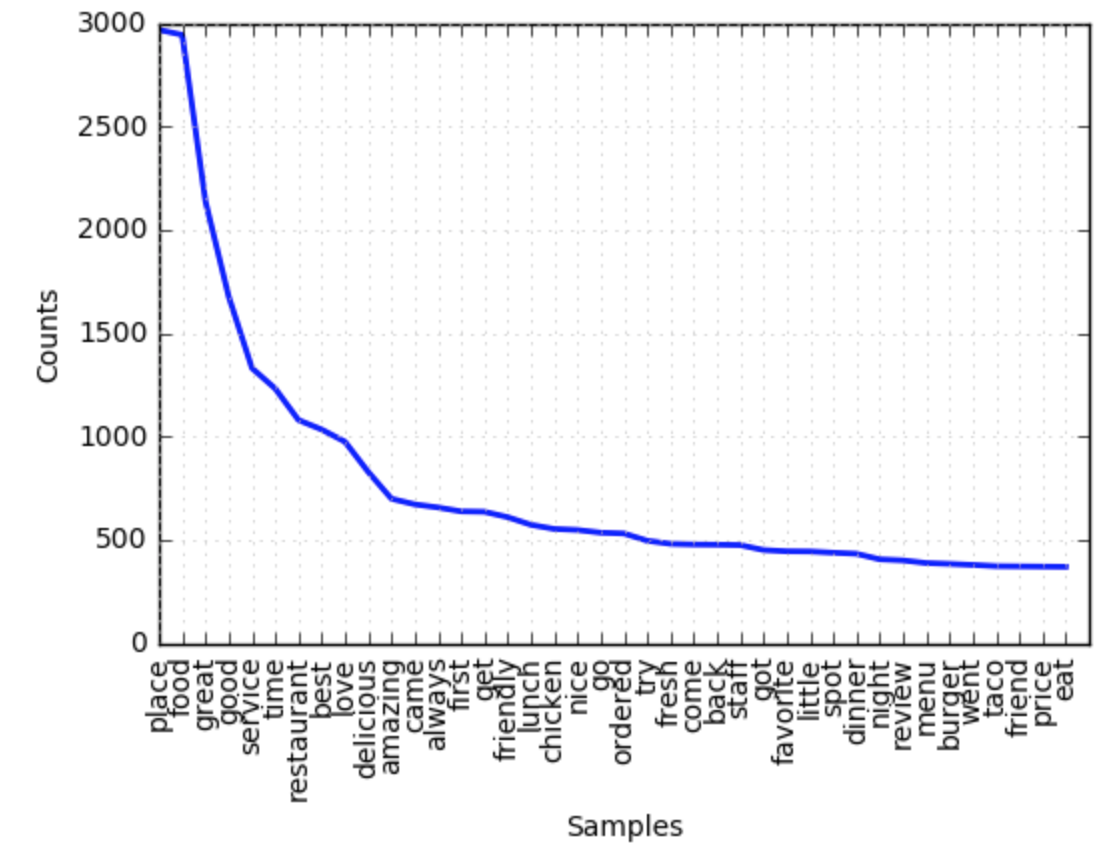 3000
2500
2000
1500
1000
500
0
Counts
place
food
great
good
service
time
restaurant
best
love
delicious
amazing
came
always
first
get
friendly
lunch
chicken
nice
go
ordered
try
fresh
come
back
staff
got
favorite
little
spot
dinner
night
review
menu
burger
went
taco
friend
price
eat
Samples